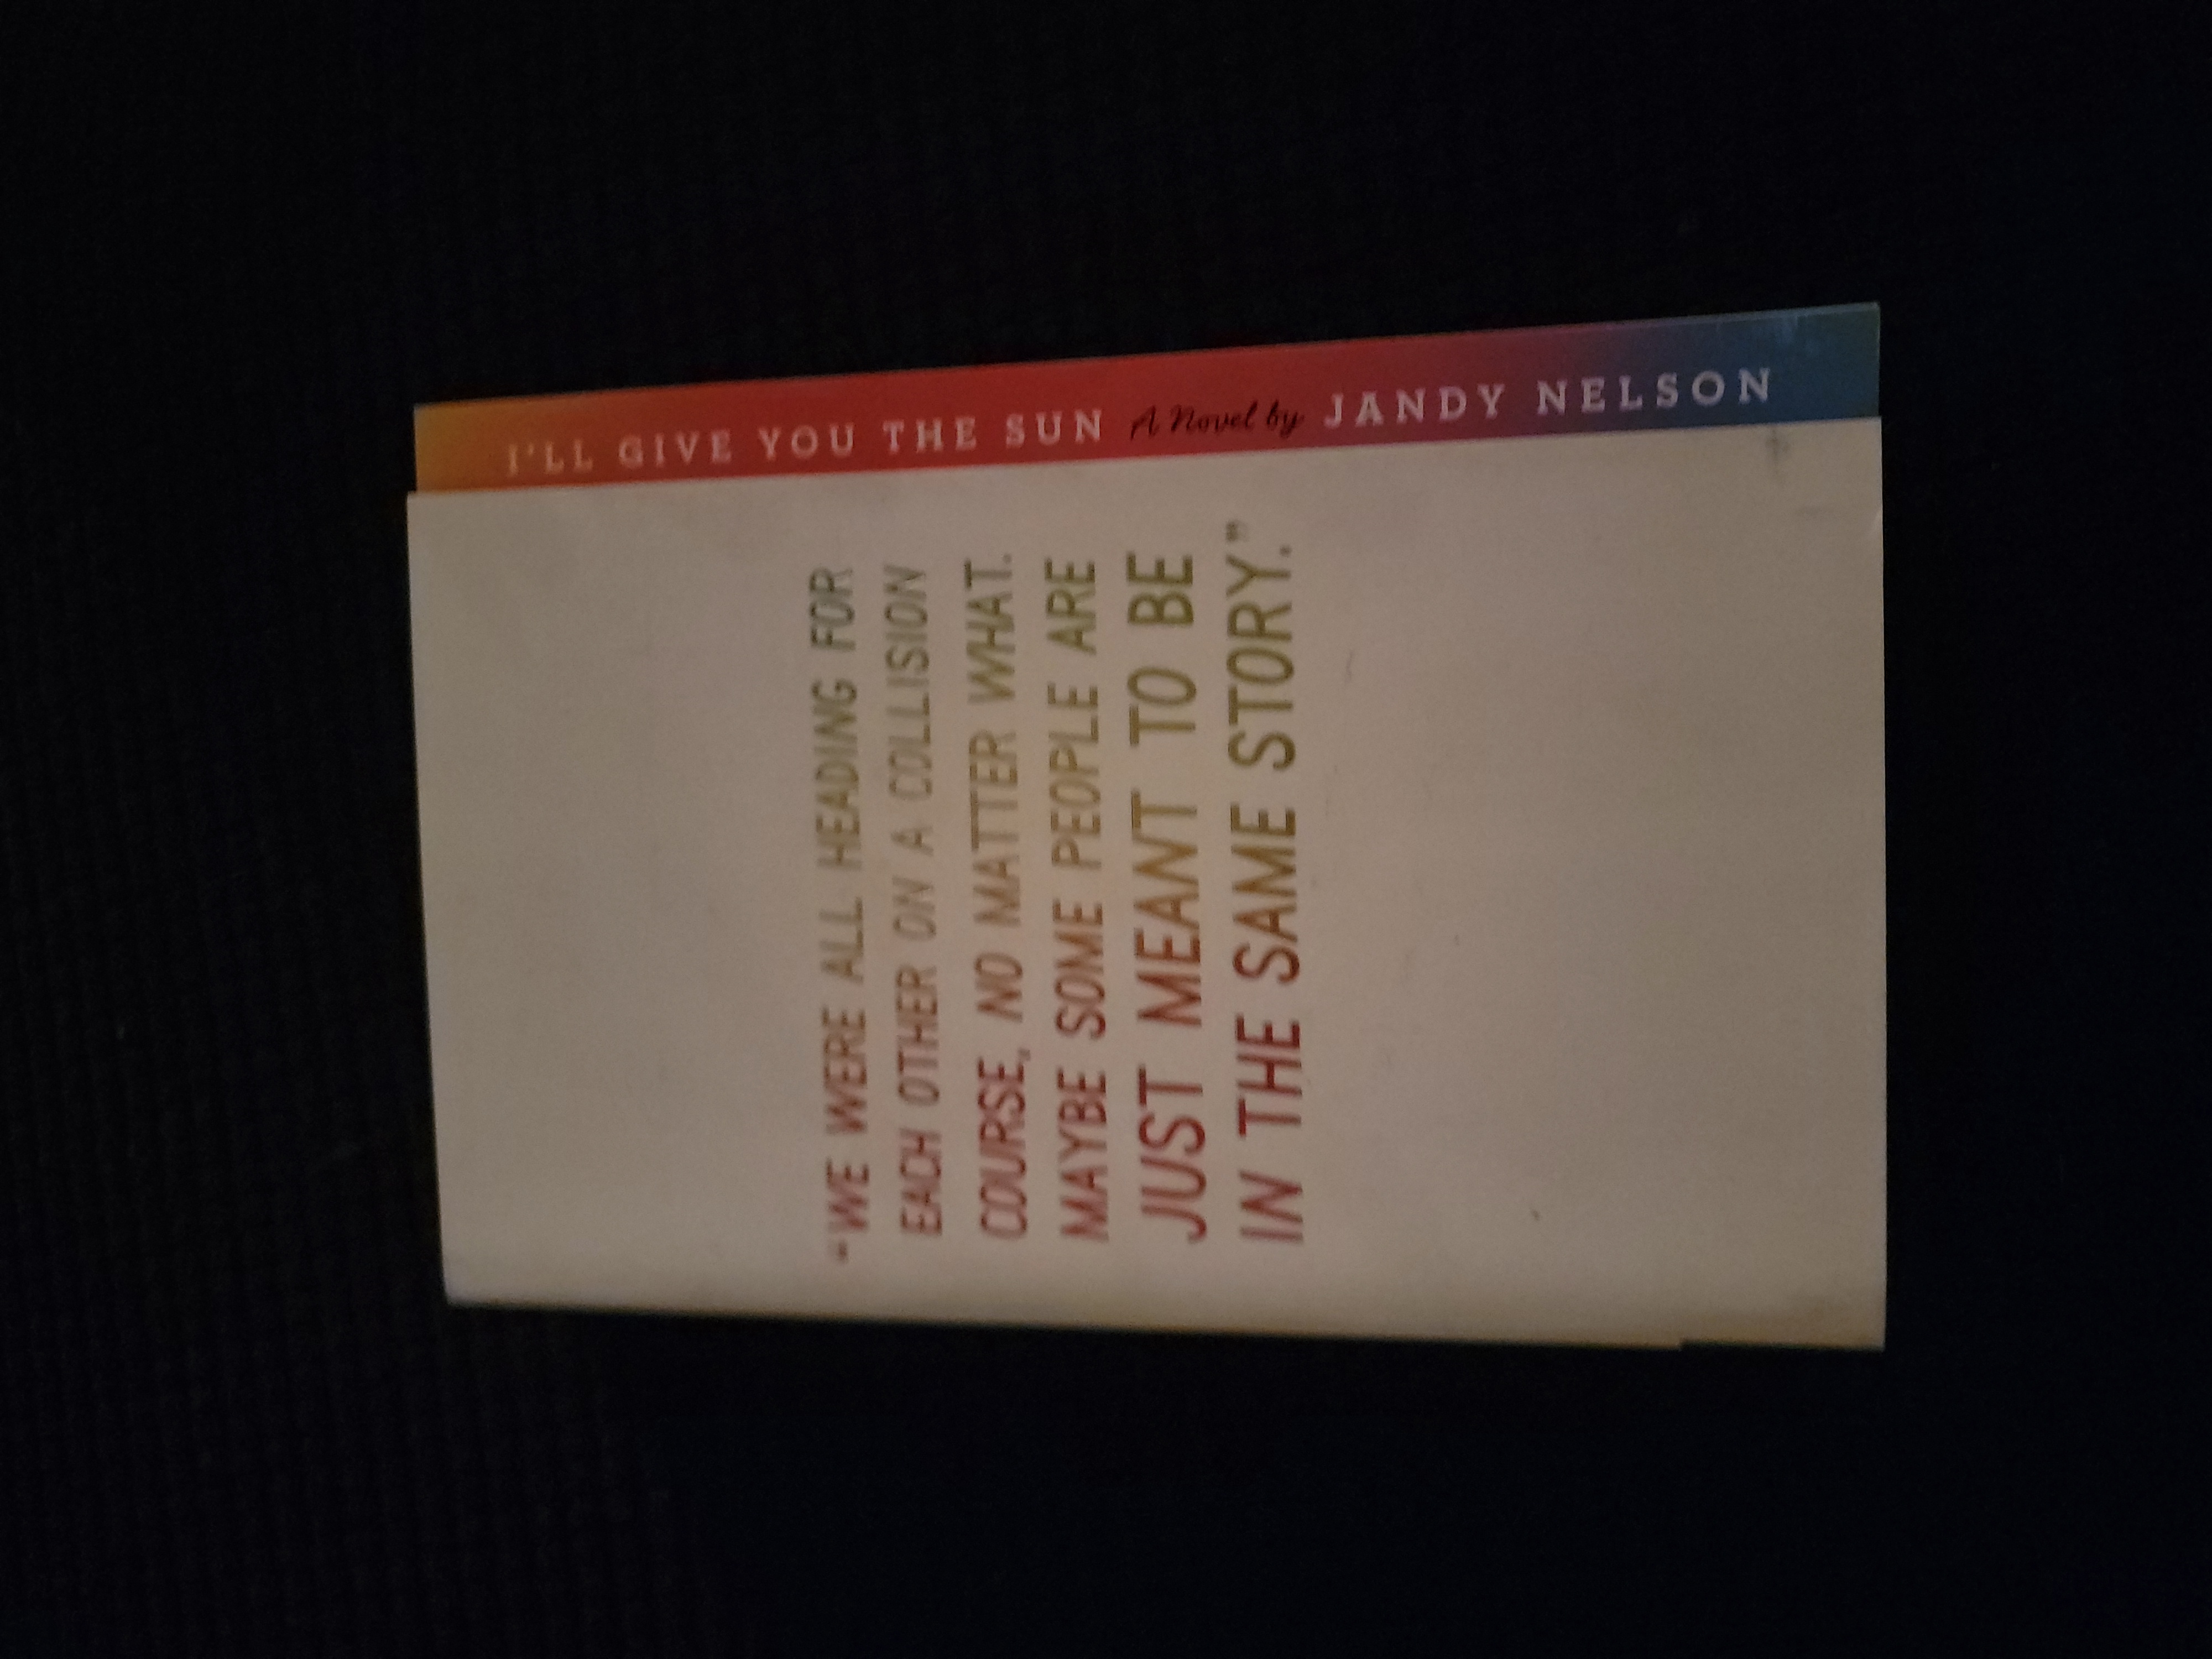 I'LL GIVE YOU THE SUN A Novel by JANDY NELSON
"WE WERE ALL HEADING FOR
EACH OTHER ON A COLLISION
COURSE, NO MATTER WHAT.
MAYBE SOME PEOPLE ARE
JUST MEANT TO BE
IN THE SAME STORY."